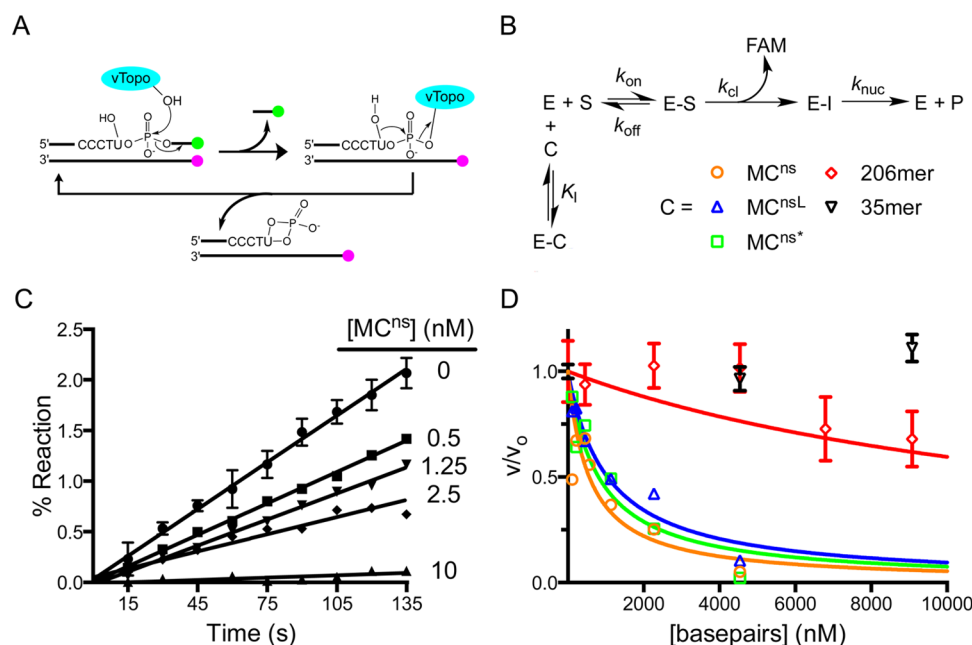 A
vTopo
OH
HO
O
P
O
O-
5'
CCCTU
O
3'
H
O
O
P
O
O-
vTopo
5'
CCCTU
O
3'
O
O
P
O-
O
5'
CCCTU
3'
B
FAM
E + S
kon
koff
E-S
kcl
E-I
knuc
E + P
+
C
KI
E-C
C =
MCns
MCnsL
MCns*
206mer
35mer
C
[MCns] (nM)
0
0.5
1.25
2.5
10
% Reaction
2.5
2.0
1.5
1.0
0.5
0.0
15 45 75 105 135
Time (s)
D
v/vo
1.0
0.5
0.0
2000 4000 6000 8000 10000
[basepairs] (nM)